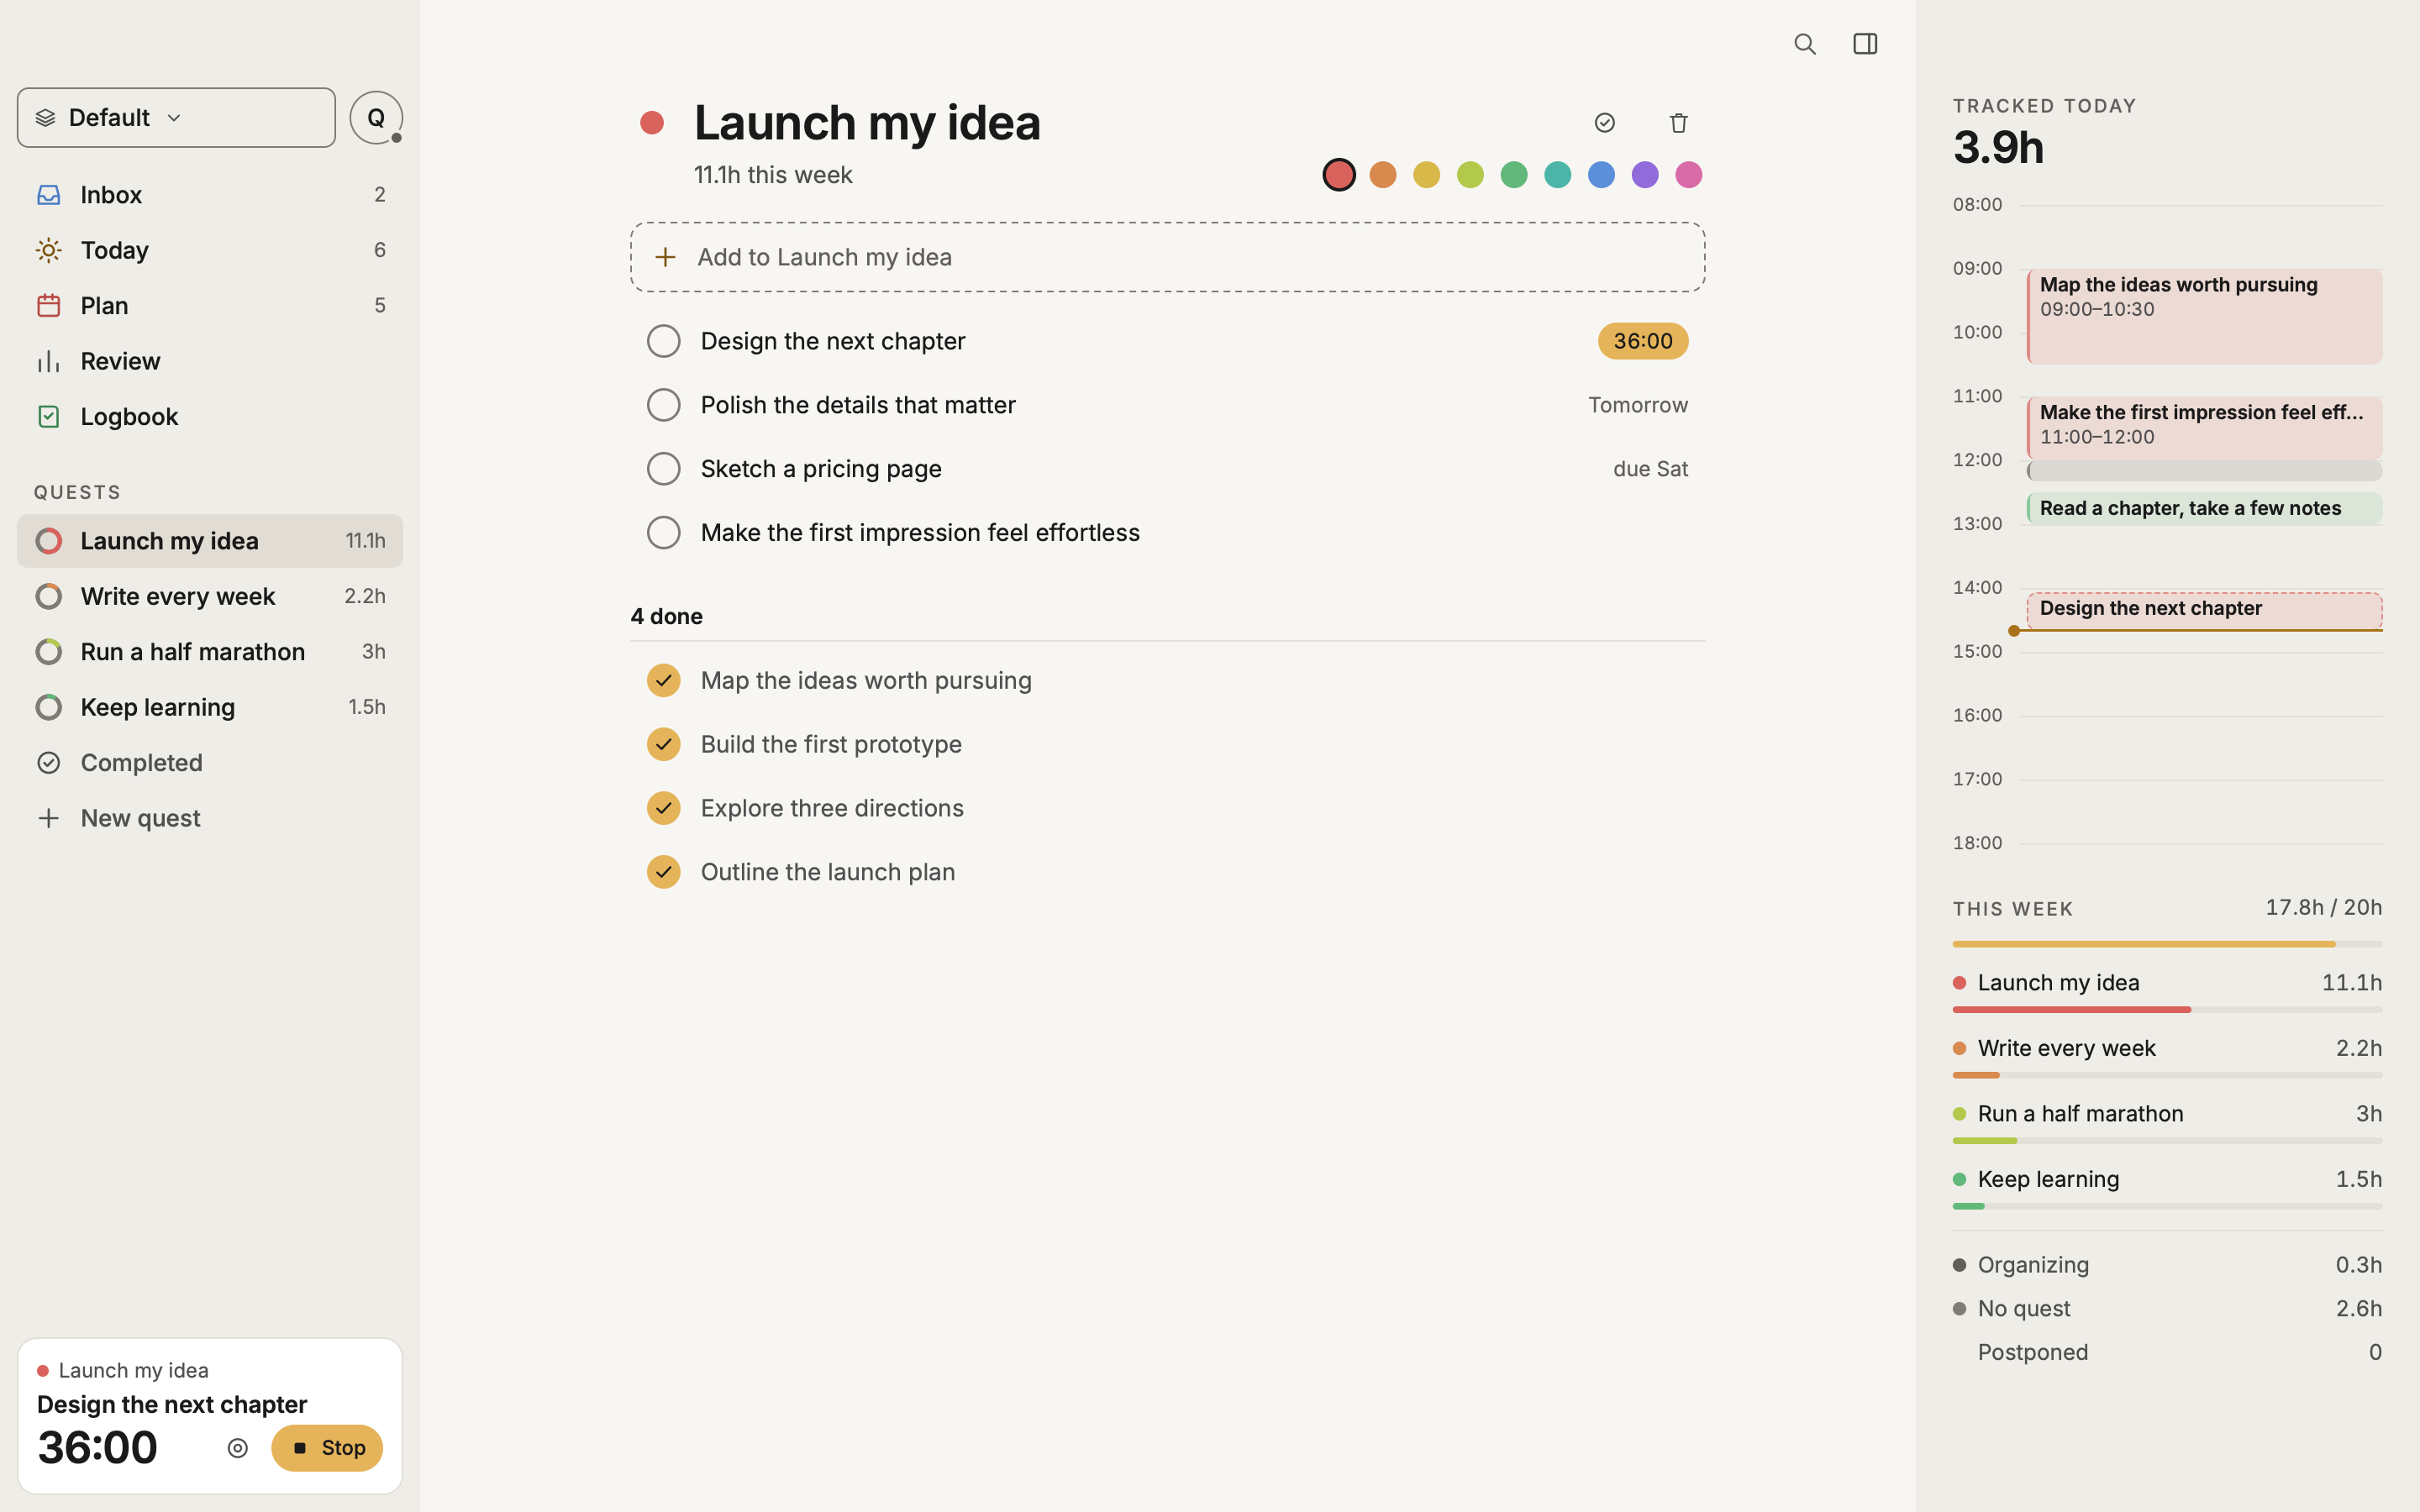 Default
Q
Inbox 2
Today 6
Plan 5
Review
Logbook
QUESTS
Launch my idea 11.1h
Write every week 2.2h
Run a half marathon 3h
Keep learning 1.5h
Completed
New quest
Launch my idea
Design the next chapter
36:00 Stop
Launch my idea
11.1h this week
Add to Launch my idea
Design the next chapter 36:00
Polish the details that matter Tomorrow
Sketch a pricing page due Sat
Make the first impression feel effortless
4 done
Map the ideas worth pursuing
Build the first prototype
Explore three directions
Outline the launch plan
TRACKED TODAY
3.9h
08:00
09:00
Map the ideas worth pursuing
09:00–10:30
10:00
11:00
Make the first impression feel eff...
11:00–12:00
12:00
Read a chapter, take a few notes
13:00
14:00
Design the next chapter
15:00
16:00
17:00
18:00
THIS WEEK 17.8h / 20h
Launch my idea 11.1h
Write every week 2.2h
Run a half marathon 3h
Keep learning 1.5h
Organizing 0.3h
No quest 2.6h
Postponed 0